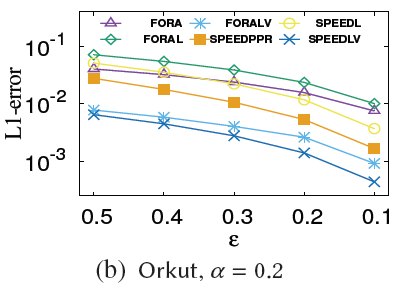 FORA FORALV SPEEDL
FORAL SPEEDPPR SPEEDLV
10⁻¹
10⁻²
10⁻³
L1-error
0.5 0.4 0.3 0.2 0.1
ε
(b) Orkut, α = 0.2